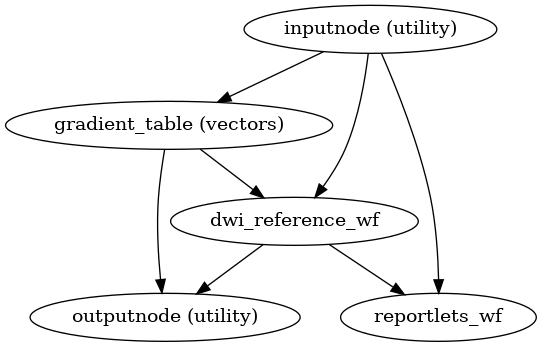 inputnode (utility)
gradient_table (vectors)
dwi_reference_wf
outputnode (utility)
reportlets_wf